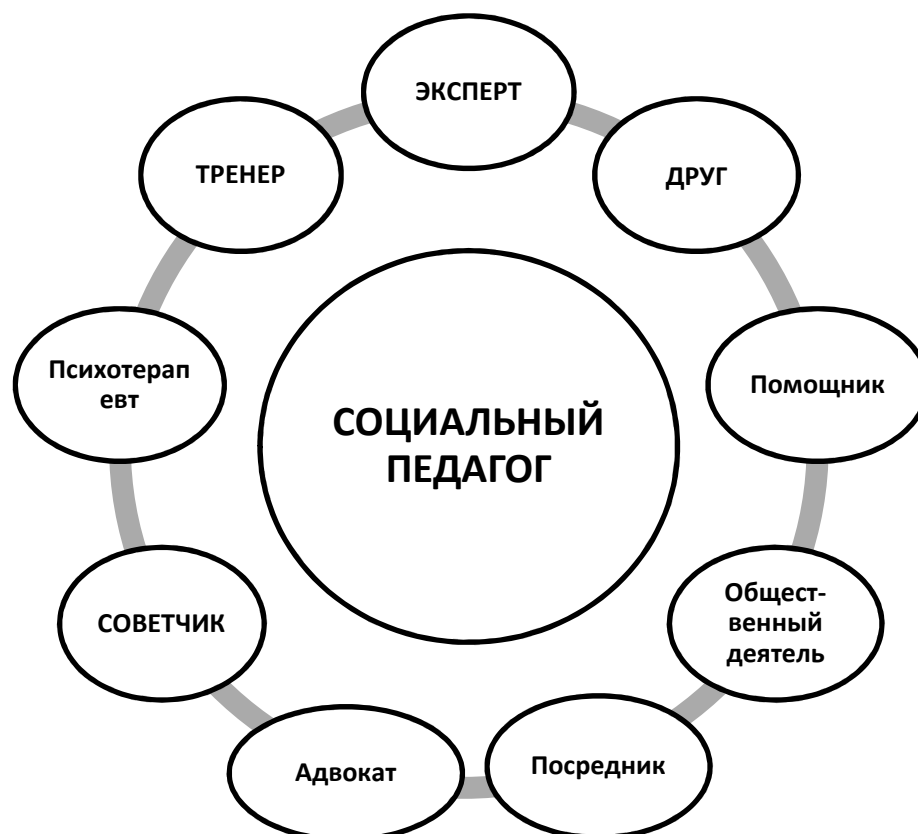 ЭКСПЕРТ
ТРЕНЕР
ДРУГ
Психотерап
евт
Помощник
СОЦИАЛЬНЫЙ
ПЕДАГОГ
СОВЕТЧИК
Общест-
венный
деятель
Адвокат
Посредник